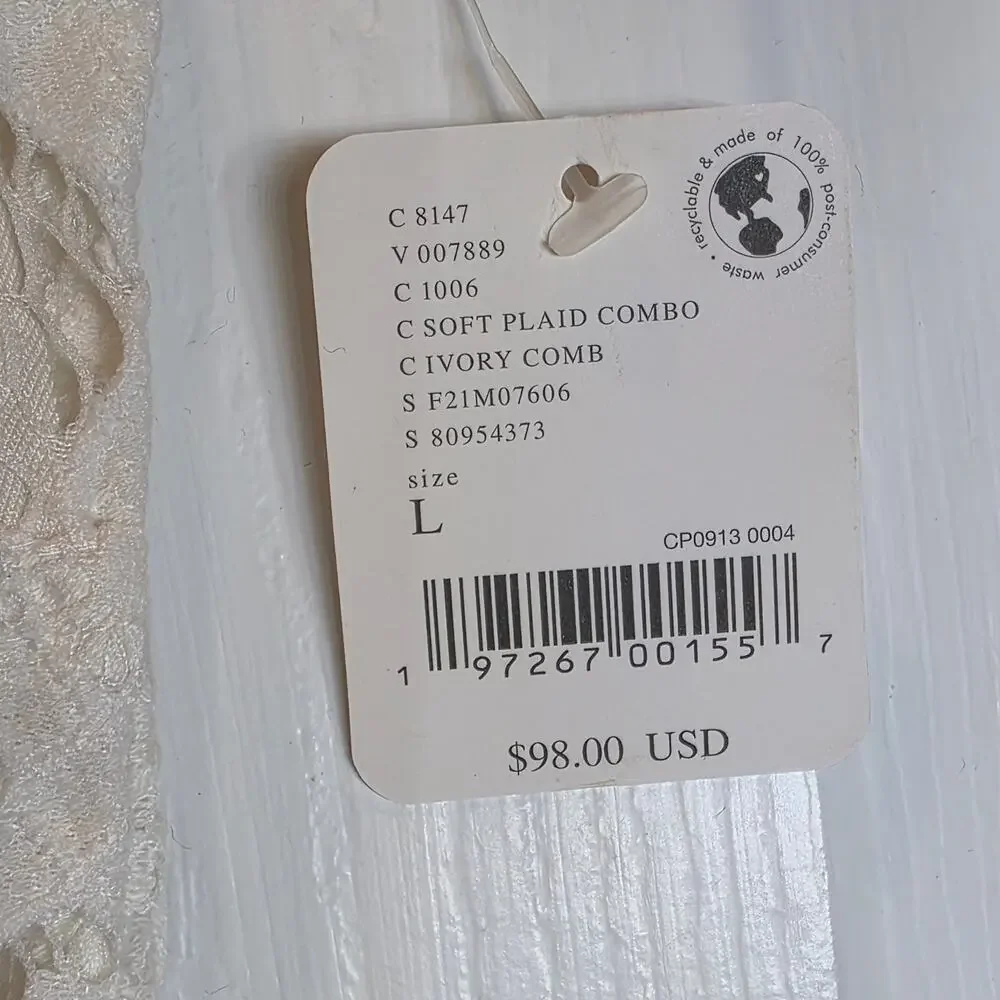 recyclable & made of 100% post-consumer waste •
C 8147
V 007889
C 1006
C SOFT PLAID COMBO
C IVORY COMB
S F21M07606
S 80954373
size
L
CP0913 0004
1 97267 00155 7
$98.00 USD